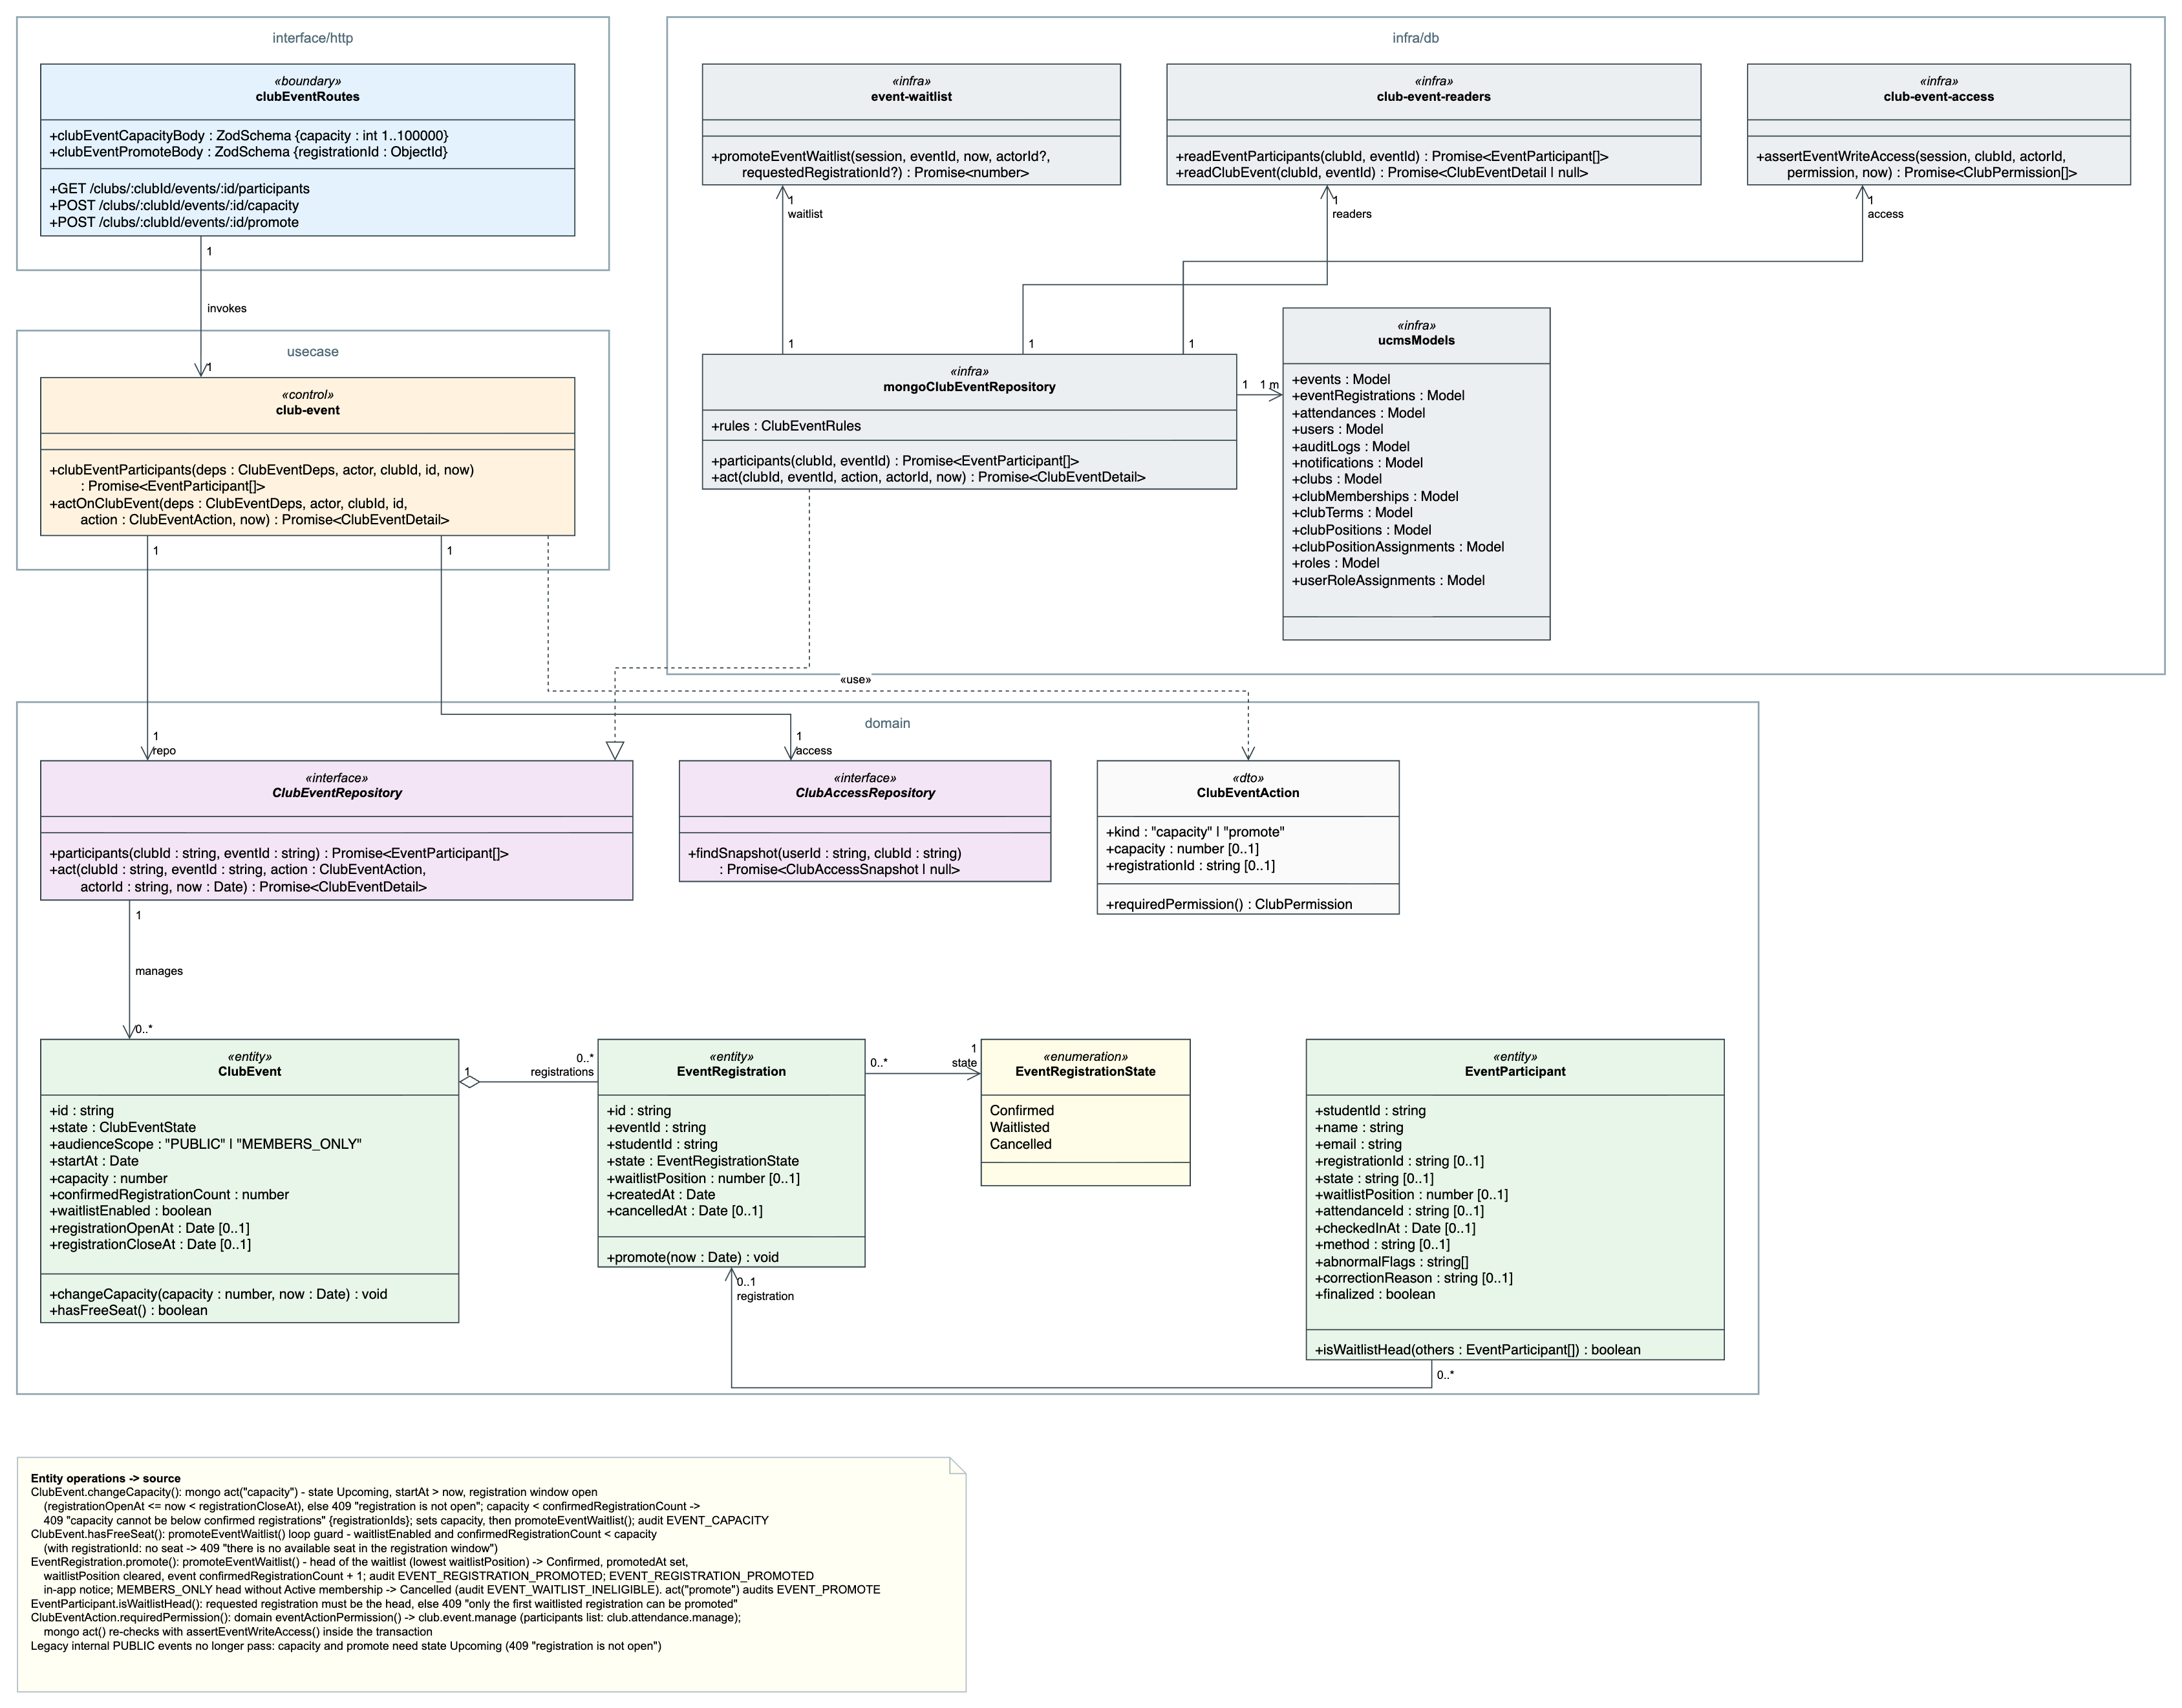 interface/http
«boundary»
clubEventRoutes
+clubEventCapacityBody : ZodSchema {capacity : int 1..100000}
+clubEventPromoteBody : ZodSchema {registrationId : ObjectId}
+GET /clubs/:clubId/events/:id/participants
+POST /clubs/:clubId/events/:id/capacity
+POST /clubs/:clubId/events/:id/promote
1
invokes
1
usecase
«control»
club-event
+clubEventParticipants(deps : ClubEventDeps, actor, clubId, id, now)
: Promise<EventParticipant[]>
+actOnClubEvent(deps : ClubEventDeps, actor, clubId, id,
action : ClubEventAction, now) : Promise<ClubEventDetail>
1
1
infra/db
«infra»
event-waitlist
+promoteEventWaitlist(session, eventId, now, actorId?,
requestedRegistrationId?) : Promise<number>
1
waitlist
«infra»
club-event-readers
+readEventParticipants(clubId, eventId) : Promise<EventParticipant[]>
+readClubEvent(clubId, eventId) : Promise<ClubEventDetail | null>
1
readers
«infra»
club-event-access
+assertEventWriteAccess(session, clubId, actorId,
permission, now) : Promise<ClubPermission[]>
1
access
1
1
1
«infra»
mongoClubEventRepository
+rules : ClubEventRules
+participants(clubId, eventId) : Promise<EventParticipant[]>
+act(clubId, eventId, action, actorId, now) : Promise<ClubEventDetail>
1
1 m
«infra»
ucmsModels
+events : Model
+eventRegistrations : Model
+attendances : Model
+users : Model
+auditLogs : Model
+notifications : Model
+clubs : Model
+clubMemberships : Model
+clubTerms : Model
+clubPositions : Model
+clubPositionAssignments : Model
+roles : Model
+userRoleAssignments : Model
«use»
domain
1
repo
1
access
«interface»
ClubEventRepository
+participants(clubId : string, eventId : string) : Promise<EventParticipant[]>
+act(clubId : string, eventId : string, action : ClubEventAction,
actorId : string, now : Date) : Promise<ClubEventDetail>
«interface»
ClubAccessRepository
+findSnapshot(userId : string, clubId : string)
: Promise<ClubAccessSnapshot | null>
«dto»
ClubEventAction
+kind : "capacity" | "promote"
+capacity : number [0..1]
+registrationId : string [0..1]
+requiredPermission() : ClubPermission
1
manages
0..*
«entity»
ClubEvent
+id : string
+state : ClubEventState
+audienceScope : "PUBLIC" | "MEMBERS_ONLY"
+startAt : Date
+capacity : number
+confirmedRegistrationCount : number
+waitlistEnabled : boolean
+registrationOpenAt : Date [0..1]
+registrationCloseAt : Date [0..1]
+changeCapacity(capacity : number, now : Date) : void
+hasFreeSeat() : boolean
1
0..*
registrations
«entity»
EventRegistration
+id : string
+eventId : string
+studentId : string
+state : EventRegistrationState
+waitlistPosition : number [0..1]
+createdAt : Date
+cancelledAt : Date [0..1]
+promote(now : Date) : void
0..*
1
state
«enumeration»
EventRegistrationState
Confirmed
Waitlisted
Cancelled
«entity»
EventParticipant
+studentId : string
+name : string
+email : string
+registrationId : string [0..1]
+state : string [0..1]
+waitlistPosition : number [0..1]
+attendanceId : string [0..1]
+checkedInAt : Date [0..1]
+method : string [0..1]
+abnormalFlags : string[]
+correctionReason : string [0..1]
+finalized : boolean
+isWaitlistHead(others : EventParticipant[]) : boolean
0..1
registration
0..*
Entity operations -> source
ClubEvent.changeCapacity(): mongo act("capacity") - state Upcoming, startAt > now, registration window open
(registrationOpenAt <= now < registrationCloseAt), else 409 "registration is not open"; capacity < confirmedRegistrationCount ->
409 "capacity cannot be below confirmed registrations" {registrationIds}; sets capacity, then promoteEventWaitlist(); audit EVENT_CAPACITY
ClubEvent.hasFreeSeat(): promoteEventWaitlist() loop guard - waitlistEnabled and confirmedRegistrationCount < capacity
(with registrationId: no seat -> 409 "there is no available seat in the registration window")
EventRegistration.promote(): promoteEventWaitlist() - head of the waitlist (lowest waitlistPosition) -> Confirmed, promotedAt set,
waitlistPosition cleared, event confirmedRegistrationCount + 1; audit EVENT_REGISTRATION_PROMOTED; EVENT_REGISTRATION_PROMOTED
in-app notice; MEMBERS_ONLY head without Active membership -> Cancelled (audit EVENT_WAITLIST_INELIGIBLE). act("promote") audits EVENT_PROMOTE
EventParticipant.isWaitlistHead(): requested registration must be the head, else 409 "only the first waitlisted registration can be promoted"
ClubEventAction.requiredPermission(): domain eventActionPermission() -> club.event.manage (participants list: club.attendance.manage);
mongo act() re-checks with assertEventWriteAccess() inside the transaction
Legacy internal PUBLIC events no longer pass: capacity and promote need state Upcoming (409 "registration is not open")